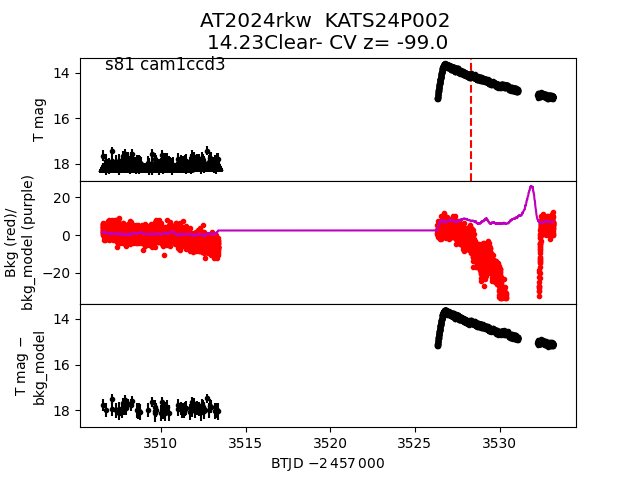 AT2024rkw  KATS24P002
14.23Clear- CV z= -99.0
s81 cam1ccd3
14
16
18
T mag
20
0
−20
Bkg (red)/
bkg_model (purple)
14
16
18
T mag −
bkg_model
3510
3515
3520
3525
3530
BTJD −2 457 000